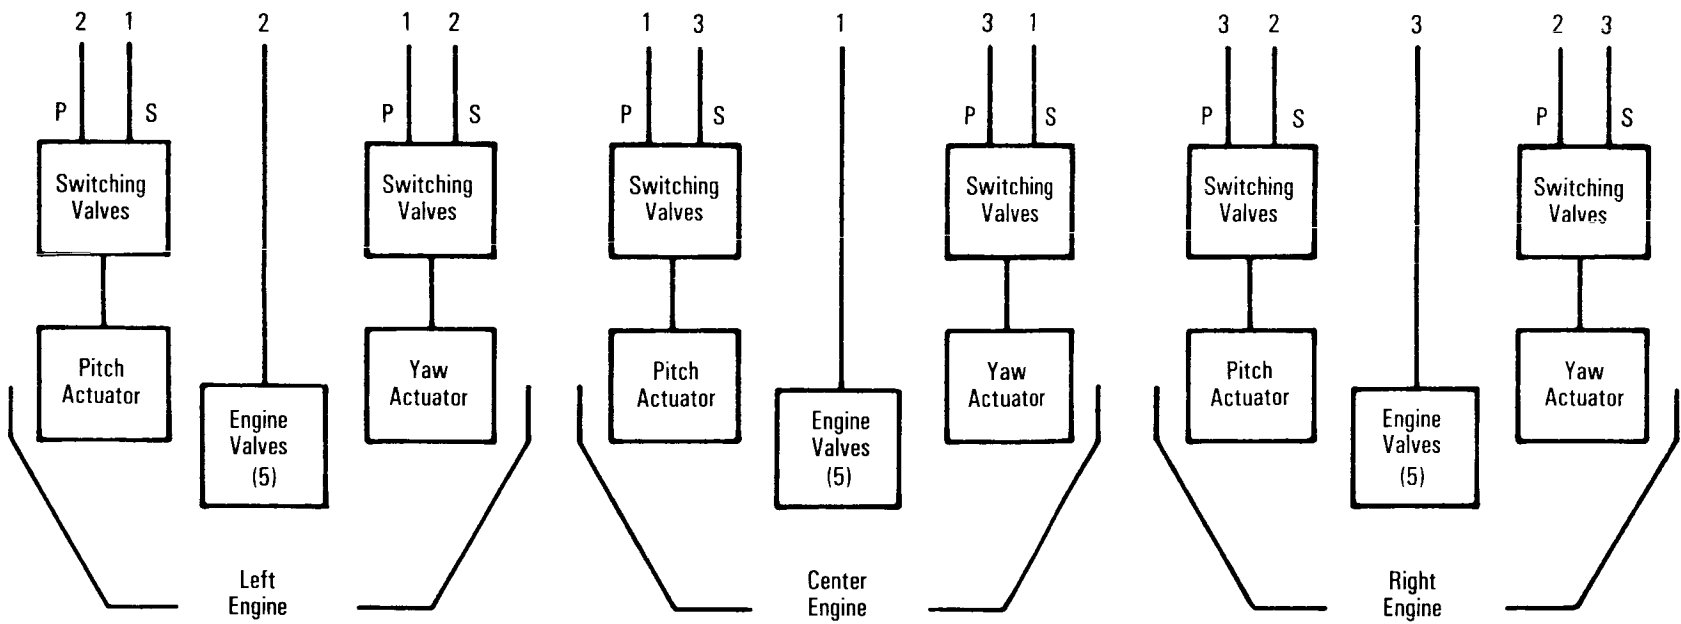 2 1 2 1 2 1 3 1 3 1 3 2 3 2 3
P S P S P S P S P S P S
Switching Valves
Switching Valves
Switching Valves
Switching Valves
Switching Valves
Switching Valves
Pitch Actuator
Engine Valves (5)
Yaw Actuator
Pitch Actuator
Engine Valves (5)
Yaw Actuator
Pitch Actuator
Engine Valves (5)
Yaw Actuator
Left Engine
Center Engine
Right Engine